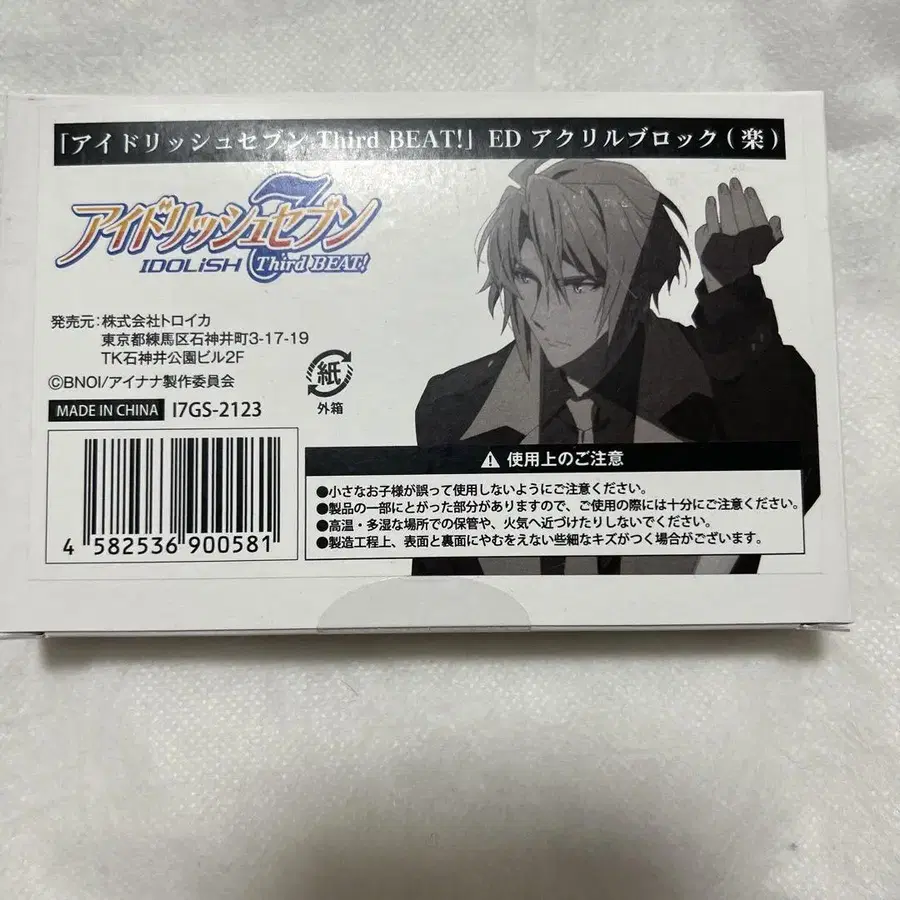 「アイドリッシュセブン Third BEAT!」 ED アクリルブロック(楽)
アイドリッシュセブン
7
IDOLiSH Third BEAT!
発売元:株式会社トロイカ
東京都練馬区石神井町3-17-19
TK石神井公園ビル2F
©BNOI/アイナナ製作委員会
紙
外箱
MADE IN CHINA I7GS-2123
4 582536 900581
使用上のご注意
●小さなお子様が誤って使用しないようにご注意ください。
●製品の一部にとがった部分がありますので、ご使用の際には十分にご注意ください。
●高温・多湿な場所での保管や、火気へ近づけたりしないでください。
●製造工程上、表面と裏面にやむをえない些細なキズがつく場合がございます。